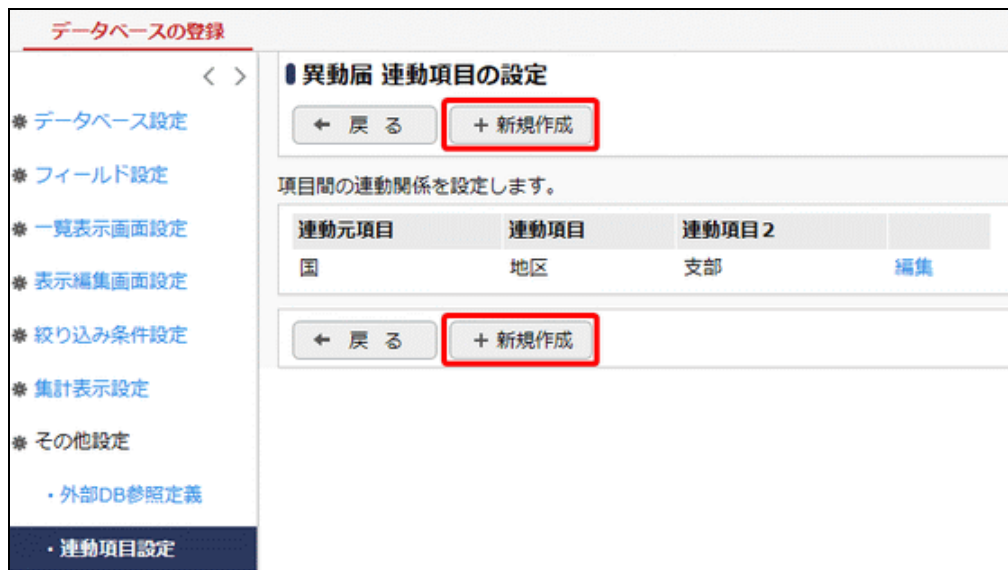 データベースの登録
データベース設定
フィールド設定
一覧表示画面設定
表示編集画面設定
絞り込み条件設定
集計表示設定
その他設定
・外部DB参照定義
・連動項目設定
異動届 連動項目の設定
← 戻 る + 新規作成
項目間の連動関係を設定します。
連動元項目 連動項目 連動項目2
国 地区 支部 編集
← 戻 る + 新規作成